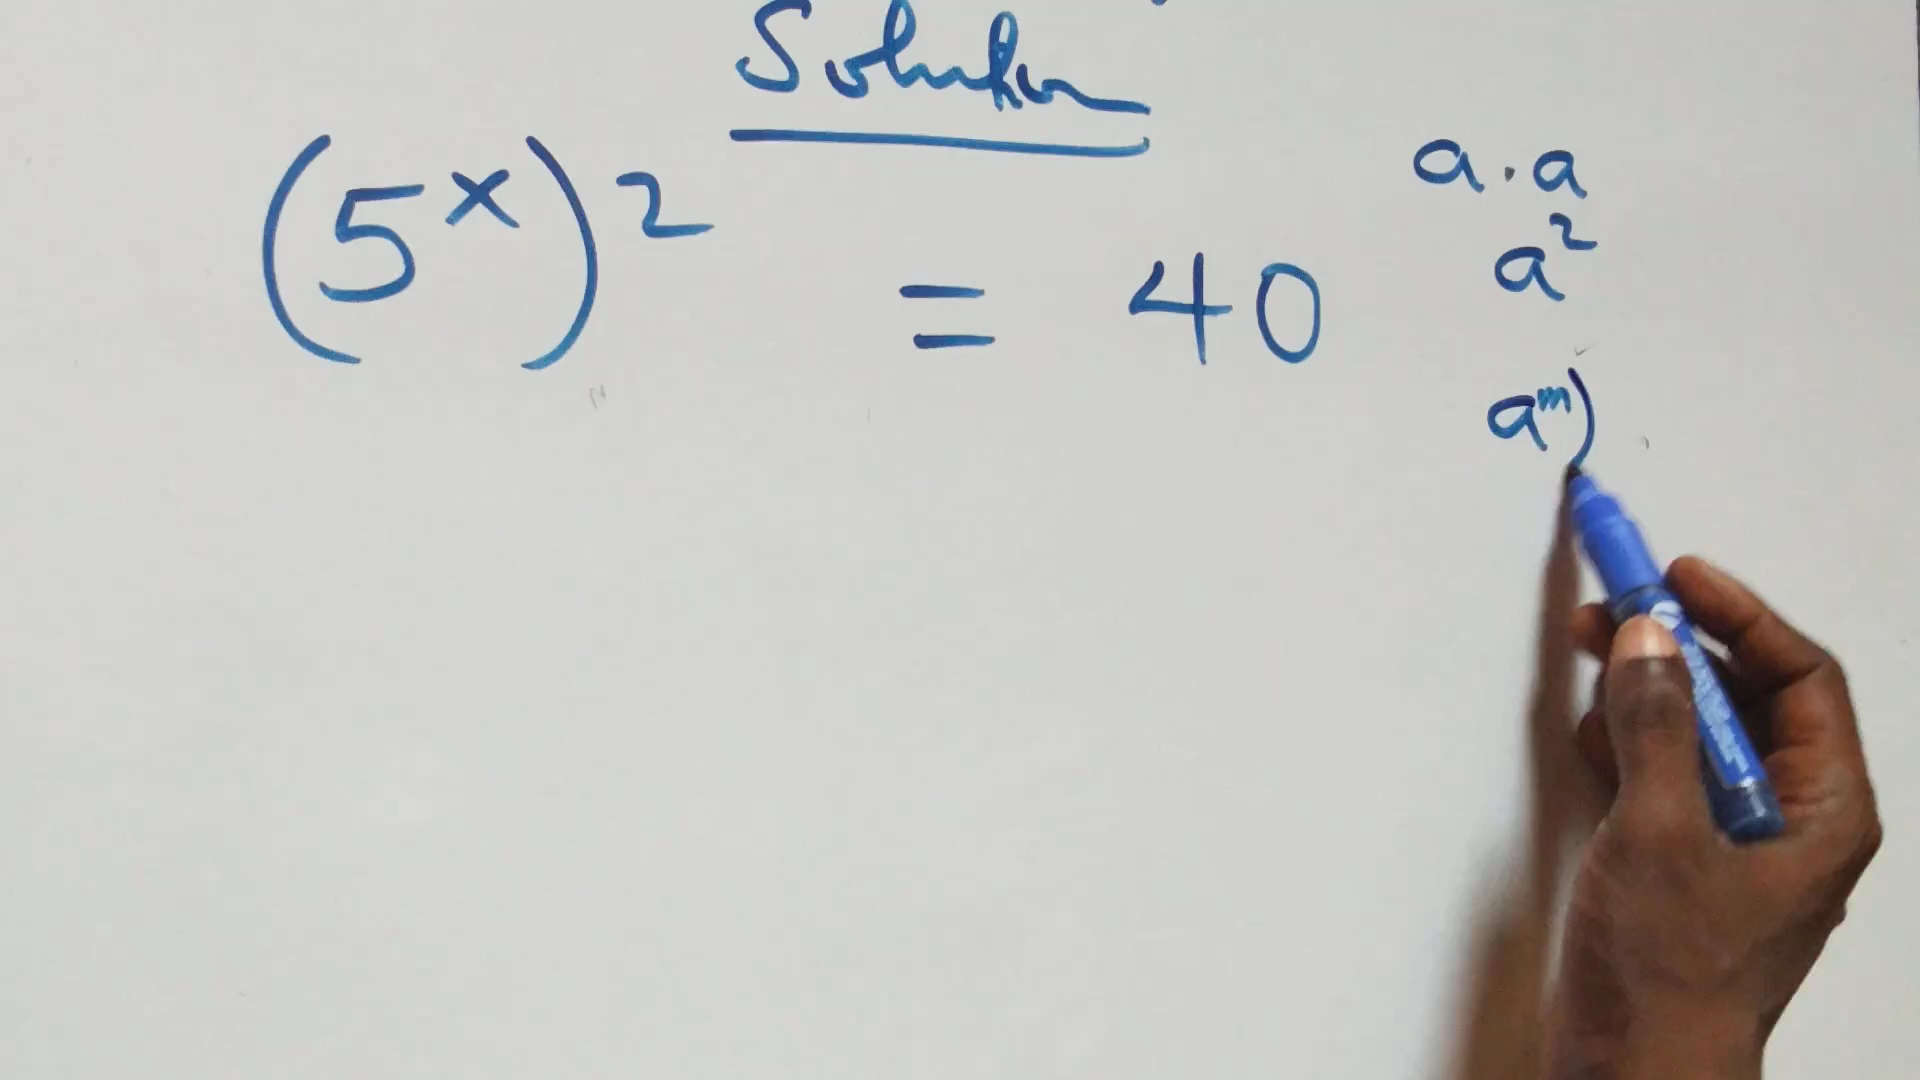 Solution
(5^x)^2 = 40
a . a
a^2
a^m)